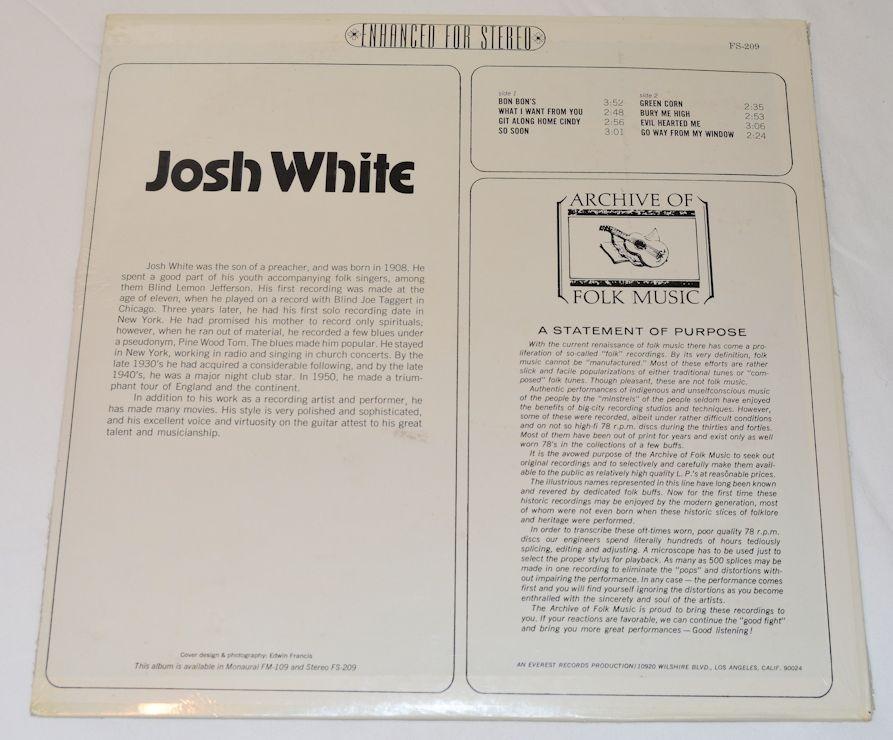 ENHANCED FOR STEREO
FS-209
Josh White
Josh White was the son of a preacher, and was born in 1908. He
spent a good part of his youth accompanying folk singers, among
them Blind Lemon Jefferson. His first recording was made at the
age of eleven, when he played on a record with Blind Joe Taggert in
Chicago. Three years later, he had his first solo recording date in
New York. He had promised his mother to record only spirituals;
however, when he ran out of material, he recorded a few blues under
a pseudonym, Pine Wood Tom. The blues made him popular. He stayed
in New York, working in radio and singing in church concerts. By the
late 1930's he had acquired a considerable following, and by the late
1940's, he was a major night club star. In 1950, he made a trium-
phant tour of England and the continent.
In addition to his work as a recording artist and performer, he
has made many movies. His style is very polished and sophisticated,
and his excellent voice and virtuosity on the guitar attest to his great
talent and musicianship.
Cover design & photography: Edwin Francis
This album is available in Monaural FM-109 and Stereo FS-209
side 1
BON BON'S 3:52
WHAT I WANT FROM YOU 2:48
GIT ALONG HOME CINDY 2:56
SO SOON 3:01
side 2
GREEN CORN 2:35
BURY ME HIGH 2:53
EVIL HEARTED ME 3:06
GO WAY FROM MY WINDOW 2:24
ARCHIVE OF
FOLK MUSIC
A STATEMENT OF PURPOSE
With the current renaissance of folk music there has come a pro-
liferation of so-called "folk" recordings. By its very definition, folk
music cannot be "manufactured." Most of these efforts are rather
slick and facile popularizations of either traditional tunes or "com-
posed" folk tunes. Though pleasant, these are not folk music.
Authentic performances of indigenous and unselfconscious music
of the people by the "minstrels" of the people seldom have enjoyed
the benefits of big-city recording studios and techniques. However,
some of these were recorded, albeit under rather difficult conditions
and on not so high-fi 78 r.p.m. discs during the thirties and forties.
Most of them have been out of print for years and exist only as well
worn 78's in the collections of a few buffs.
It is the avowed purpose of the Archive of Folk Music to seek out
original recordings and to selectively and carefully make them avail-
able to the public as relatively high quality L. P.'s at reasonable prices.
The illustrious names represented in this line have long been known
and revered by dedicated folk buffs. Now for the first time these
historic recordings may be enjoyed by the modern generation, most
of whom were not even born when these historic slices of folklore
and heritage were performed.
In order to transcribe these oft-times worn, poor quality 78 r.p.m.
discs our engineers spend literally hundreds of hours tediously
splicing, editing and adjusting. A microscope has to be used just to
select the proper stylus for playback. As many as 500 splices may be
made in one recording to eliminate the "pops" and distortions with-
out impairing the performance. In any case — the performance comes
first and you will find yourself ignoring the distortions as you become
enthralled with the sincerety and soul of the artists.
The Archive of Folk Music is proud to bring these recordings to
you. If your reactions are favorable, we can continue the "good fight"
and bring you more great performances — Good listening!
AN EVEREST RECORDS PRODUCTION/10920 WILSHIRE BLVD., LOS ANGELES, CALIF. 90024